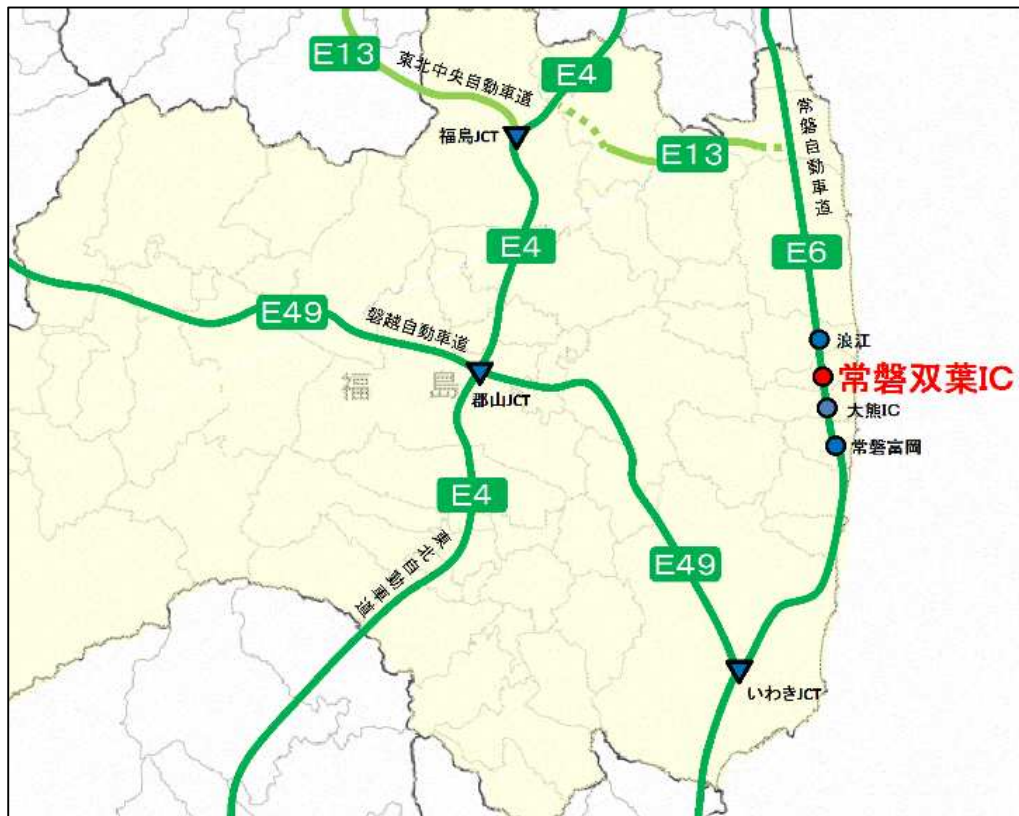 E13
東北中央自動車道
E4
福島JCT
E13
常磐自動車道
E4
E6
E49
磐越自動車道
浪江
福 島
郡山JCT
常磐双葉IC
大熊IC
常磐富岡
E4
東北自動車道
E49
いわきJCT